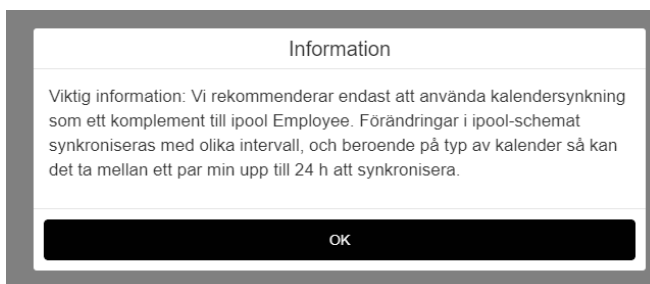 Information
Viktig information: Vi rekommenderar endast att använda kalendersynkning
som ett komplement till ipool Employee. Förändringar i ipool-schemat
synkroniseras med olika intervall, och beroende på typ av kalender så kan
det ta mellan ett par min upp till 24 h att synkronisera.
OK